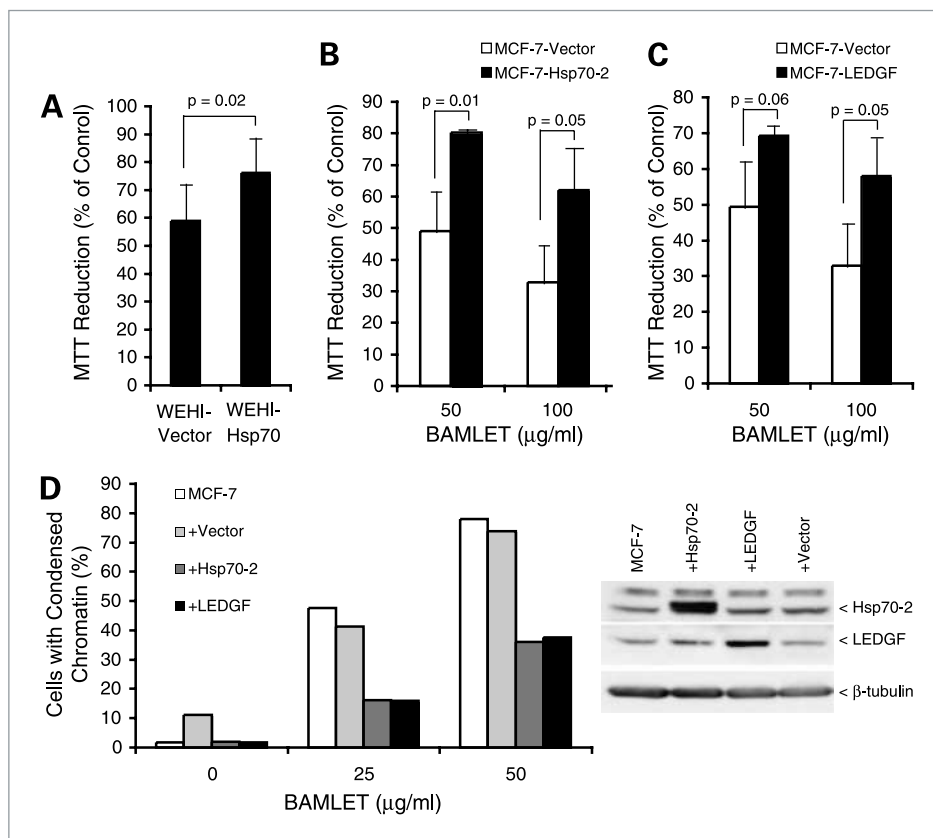 A
MTT Reduction (% of Conrol)
100
90
80
70
60
50
40
30
20
10
0
p = 0.02
WEHI-
Vector
WEHI-
Hsp70
B
MCF-7-Vector
MCF-7-Hsp70-2
MTT Reduction (% of Conrol)
90
80
70
60
50
40
30
20
10
0
p = 0.01
p = 0.05
50
100
BAMLET (μg/ml)
C
MCF-7-Vector
MCF-7-LEDGF
MTT Reduction (% of Conrol)
80
70
60
50
40
30
20
10
0
p = 0.06
p = 0.05
50
100
BAMLET (μg/ml)
D
Cells with Condensed
Chromatin (%)
90
80
70
60
50
40
30
20
10
0
MCF-7
+Vector
+Hsp70-2
+LEDGF
0
25
50
BAMLET (μg/ml)
MCF-7
+Hsp70-2
+LEDGF
+Vector
< Hsp70-2
< LEDGF
< β-tubulin